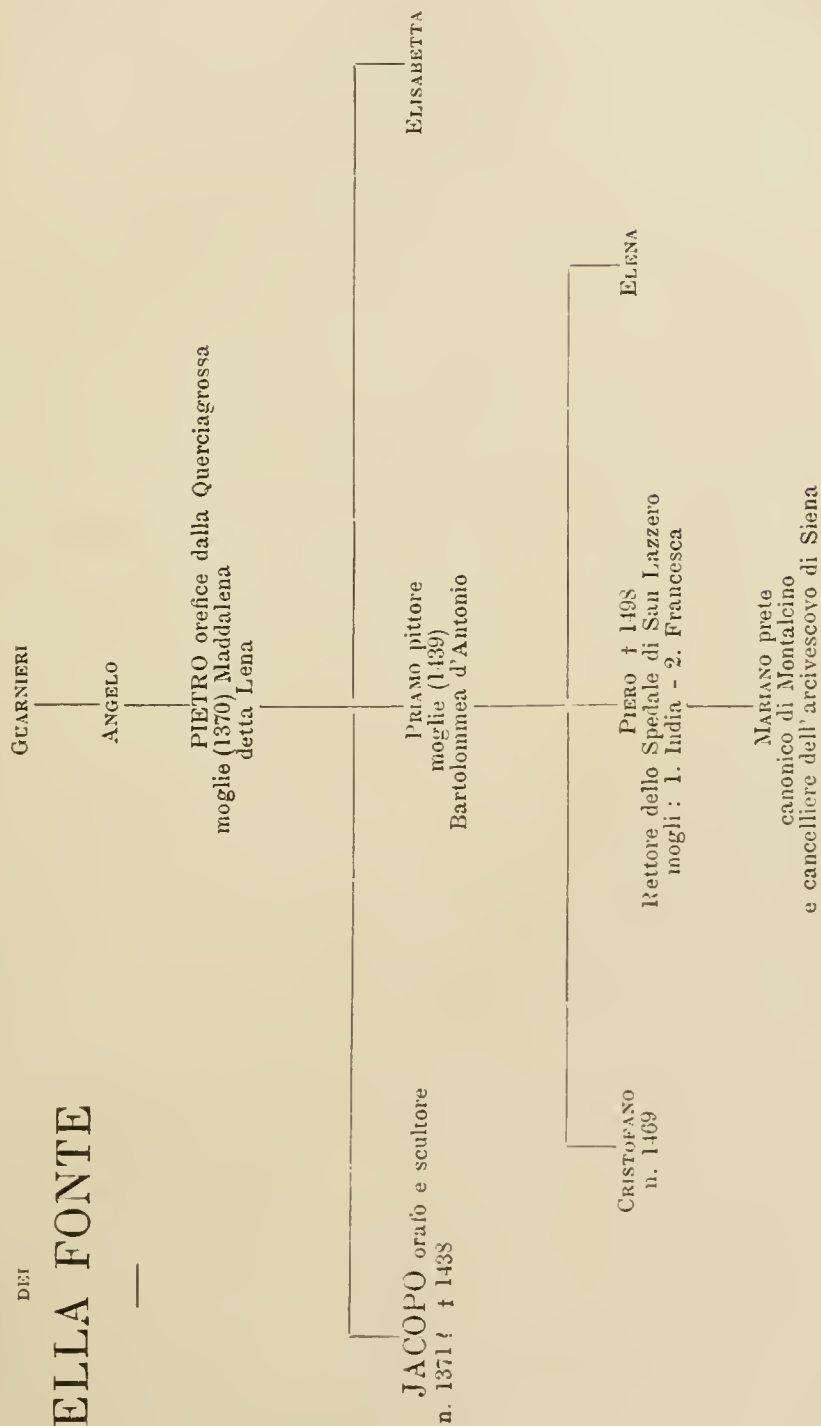 DEI
ELLA FONTE
GUARNIERI
ANGELO
PIETRO orefice dalla Querciagrossa
moglie (1370) Maddalena
detta Lena
JACOPO orafo e scultore
n. 1371? † 1438
PRIAMO pittore
moglie (1439)
Bartolommea d'Antonio
ELISABETTA
CRISTOFANO
n. 1469
PIERO † 1498
Rettore dello Spedale di San Lazzero
mogli: 1. India - 2. Francesca
ELENA
MARIANO prete
canonico di Montalcino
e cancelliere dell'arcivescovo di Siena